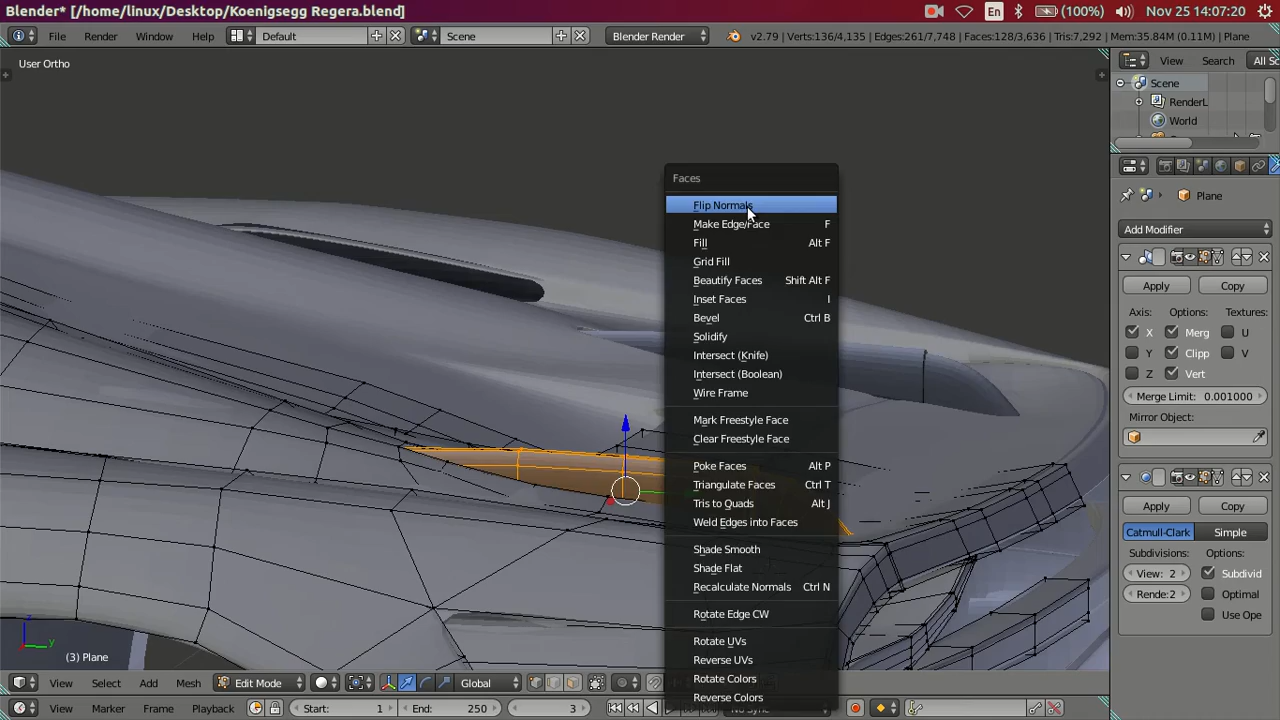 Blender* [/home/linux/Desktop/Koenigsegg Regera.blend]
En (100%) Nov 25 14:07:20
File Render Window Help Default Scene Blender Render v2.79 | Verts:136/4,135 | Edges:261/7,748 | Faces:128/3,636 | Tris:7,292 | Mem:35.84M (0.11M) | Plane
User Ortho
View Search All Sc
Scene
RenderL
World
Plane
Add Modifier
Apply Copy
Axis: Options: Textures:
X Merg U
Y Clipp V
Z Vert
Merge Limit: 0.001000
Mirror Object:
Apply Copy
Catmull-Clark Simple
Subdivisions: Options:
View: 2 Subdivid
Rende:2 Optimal
Use Ope
Faces
Flip Normals
Make Edge/Face F
Fill Alt F
Grid Fill
Beautify Faces Shift Alt F
Inset Faces I
Bevel Ctrl B
Solidify
Intersect (Knife)
Intersect (Boolean)
Wire Frame
Mark Freestyle Face
Clear Freestyle Face
Poke Faces Alt P
Triangulate Faces Ctrl T
Tris to Quads Alt J
Weld Edges into Faces
Shade Smooth
Shade Flat
Recalculate Normals Ctrl N
Rotate Edge CW
Rotate UVs
Reverse UVs
Rotate Colors
Reverse Colors
z
y
(3) Plane
View Select Add Mesh Edit Mode Global
View Marker Frame Playback Start: 1 End: 250 3 No Sync